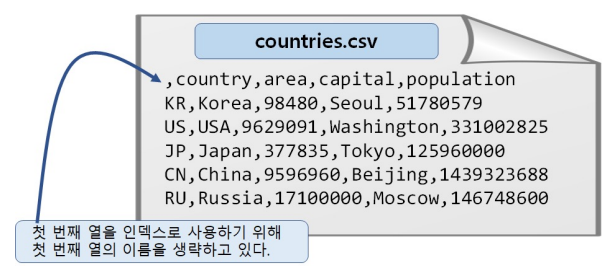 countries.csv
,country,area,capital,population
KR,Korea,98480,Seoul,51780579
US,USA,9629091,Washington,331002825
JP,Japan,377835,Tokyo,125960000
CN,China,9596960,Beijing,1439323688
RU,Russia,17100000,Moscow,146748600
첫 번째 열을 인덱스로 사용하기 위해
첫 번째 열의 이름을 생략하고 있다.